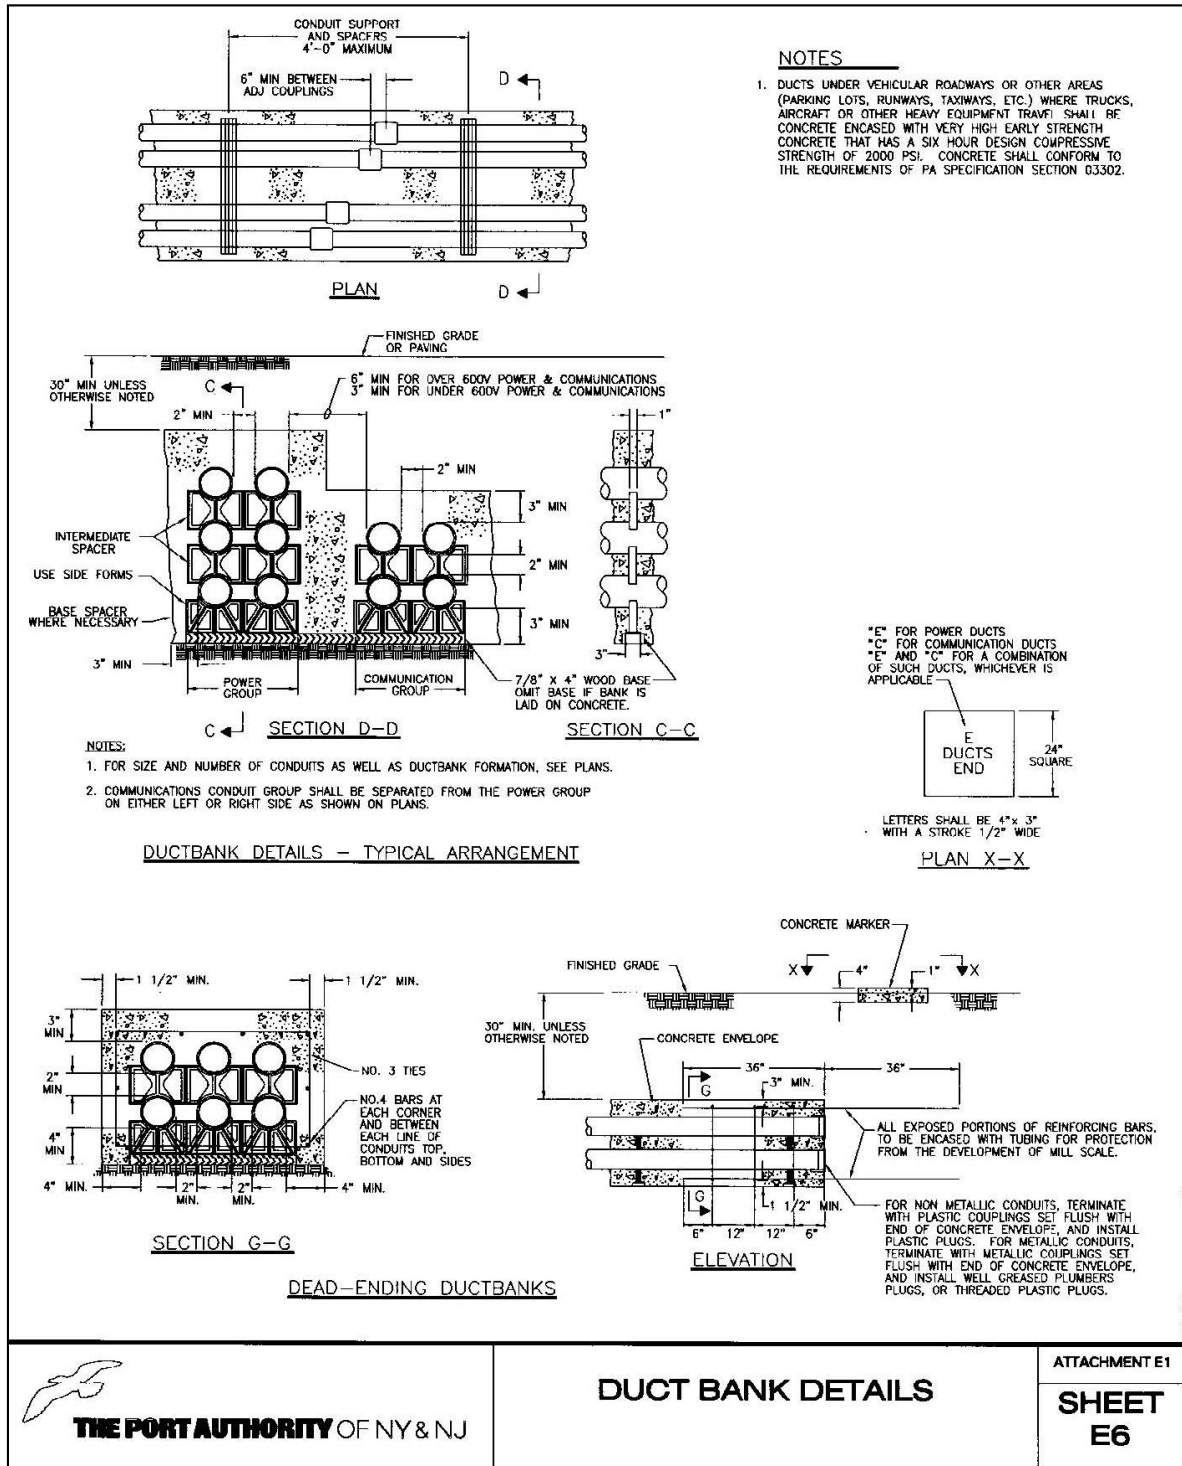 CONDUIT SUPPORT
AND SPACERS
4'-0" MAXIMUM
6" MIN BETWEEN
ADJ COUPLINGS
D
D
PLAN
NOTES
1. DUCTS UNDER VEHICULAR ROADWAYS OR OTHER AREAS
(PARKING LOTS, RUNWAYS, TAXIWAYS, ETC.) WHERE TRUCKS,
AIRCRAFT OR OTHER HEAVY EQUIPMENT TRAVEL SHALL BE
CONCRETE ENCASED WITH VERY HIGH EARLY STRENGTH
CONCRETE THAT HAS A SIX HOUR DESIGN COMPRESSIVE
STRENGTH OF 2000 PSI. CONCRETE SHALL CONFORM TO
THE REQUIREMENTS OF PA SPECIFICATION SECTION 03302.
FINISHED GRADE
OR PAVING
30" MIN UNLESS
OTHERWISE NOTED
C
6" MIN FOR OVER 600V POWER & COMMUNICATIONS
3" MIN FOR UNDER 600V POWER & COMMUNICATIONS
2" MIN
1"
2" MIN
3" MIN
INTERMEDIATE
SPACER
2" MIN
USE SIDE FORMS
BASE SPACER
WHERE NECESSARY
3" MIN
3" MIN
3"
POWER
GROUP
COMMUNICATION
GROUP
7/8" X 4" WOOD BASE
OMIT BASE IF BANK IS
LAID ON CONCRETE.
C
SECTION D-D
SECTION C-C
NOTES:
1. FOR SIZE AND NUMBER OF CONDUITS AS WELL AS DUCTBANK FORMATION, SEE PLANS.
2. COMMUNICATIONS CONDUIT GROUP SHALL BE SEPARATED FROM THE POWER GROUP
ON EITHER LEFT OR RIGHT SIDE AS SHOWN ON PLANS.
DUCTBANK DETAILS - TYPICAL ARRANGEMENT
"E" FOR POWER DUCTS
"C" FOR COMMUNICATION DUCTS
"E" AND "C" FOR A COMBINATION
OF SUCH DUCTS, WHICHEVER IS
APPLICABLE
E
DUCTS
END
24"
SQUARE
LETTERS SHALL BE 4"x 3"
WITH A STROKE 1/2" WIDE
PLAN X-X
1 1/2" MIN.
1 1/2" MIN.
3"
MIN
2"
MIN
4"
MIN
NO. 3 TIES
NO.4 BARS AT
EACH CORNER
AND BETWEEN
EACH LINE OF
CONDUITS TOP,
BOTTOM AND SIDES
4" MIN.
2"
MIN.
2"
MIN.
4" MIN.
SECTION G-G
DEAD-ENDING DUCTBANKS
CONCRETE MARKER
FINISHED GRADE
X
4"
1"
X
30" MIN. UNLESS
OTHERWISE NOTED
CONCRETE ENVELOPE
36"
36"
G
3" MIN.
ALL EXPOSED PORTIONS OF REINFORCING BARS,
TO BE ENCASED WITH TUBING FOR PROTECTION
FROM THE DEVELOPMENT OF MILL SCALE.
G
1 1/2" MIN.
6"
12"
12"
6"
ELEVATION
FOR NON METALLIC CONDUITS, TERMINATE
WITH PLASTIC COUPLINGS SET FLUSH WITH
END OF CONCRETE ENVELOPE, AND INSTALL
PLASTIC PLUGS. FOR METALLIC CONDUITS,
TERMINATE WITH METALLIC COUPLINGS SET
FLUSH WITH END OF CONCRETE ENVELOPE,
AND INSTALL WELL GREASED PLUMBERS
PLUGS, OR THREADED PLASTIC PLUGS.
THE PORT AUTHORITY OF NY & NJ
DUCT BANK DETAILS
ATTACHMENT E1
SHEET
E6